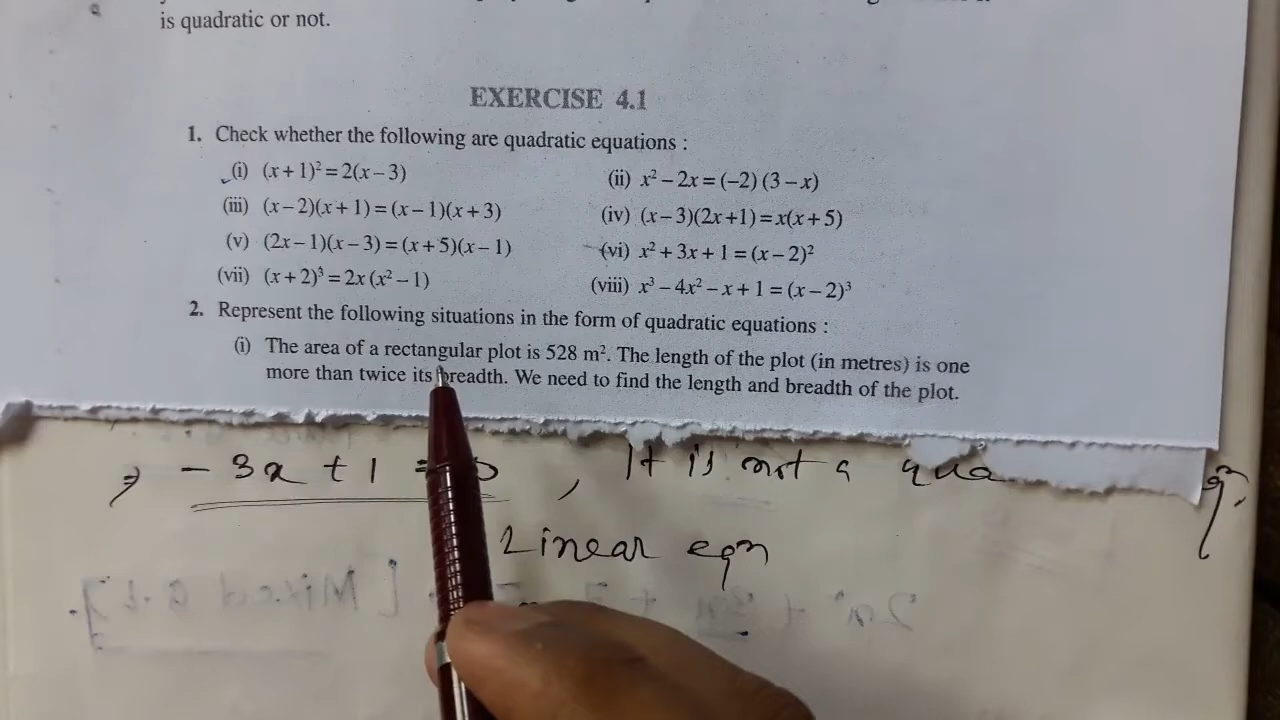 is quadratic or not.
EXERCISE 4.1
1. Check whether the following are quadratic equations :
(i) (x + 1)² = 2(x – 3)
(ii) x² – 2x = (–2) (3 – x)
(iii) (x – 2)(x + 1) = (x – 1)(x + 3)
(iv) (x – 3)(2x +1) = x(x + 5)
(v) (2x – 1)(x – 3) = (x + 5)(x – 1)
(vi) x² + 3x + 1 = (x – 2)²
(vii) (x + 2)³ = 2x (x² – 1)
(viii) x³ – 4x² – x + 1 = (x – 2)³
2. Represent the following situations in the form of quadratic equations :
(i) The area of a rectangular plot is 528 m². The length of the plot (in metres) is one
more than twice its breadth. We need to find the length and breadth of the plot.
⇒ - 3x + 1 = 0 , It is not a qua
Linear eqn